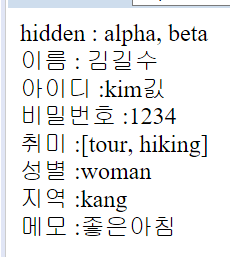 hidden : alpha, beta
이름 : 김길수
아이디 :kim긼
비밀번호 :1234
취미 :[tour, hiking]
성별 :woman
지역 :kang
메모 :좋은아침